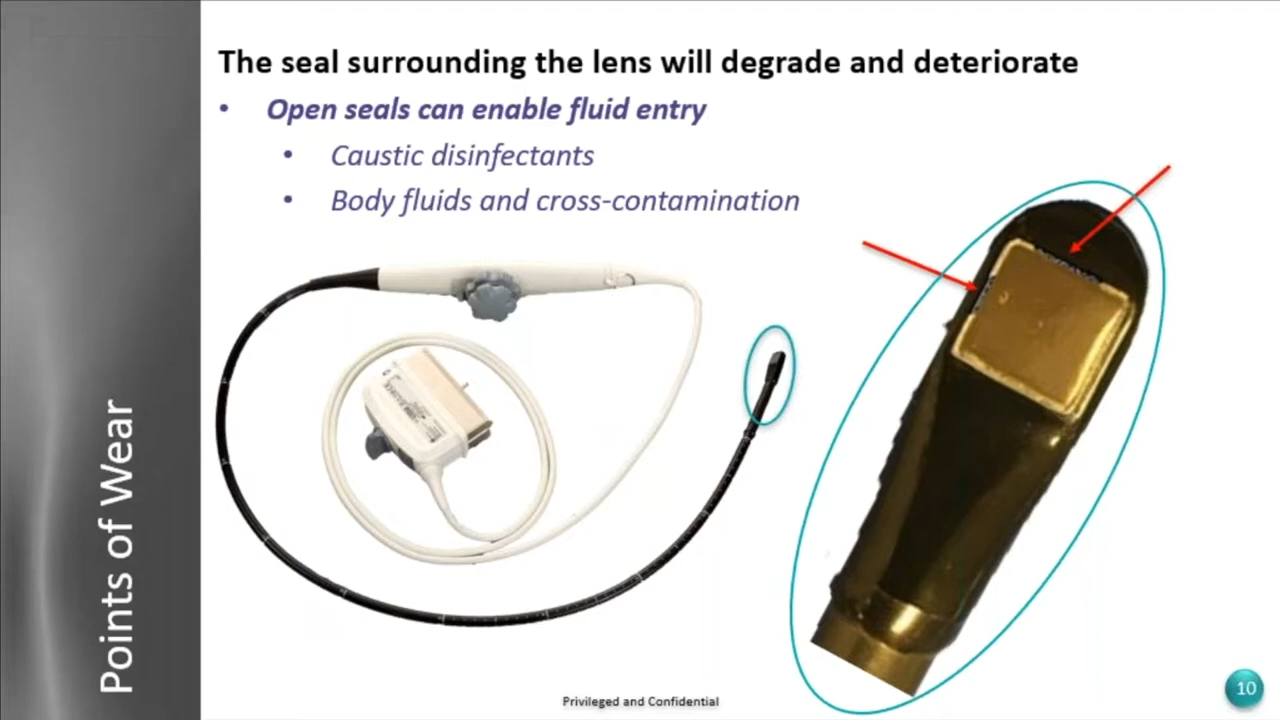 The seal surrounding the lens will degrade and deteriorate
• Open seals can enable fluid entry
• Caustic disinfectants
• Body fluids and cross-contamination
Points of Wear
Privileged and Confidential
10